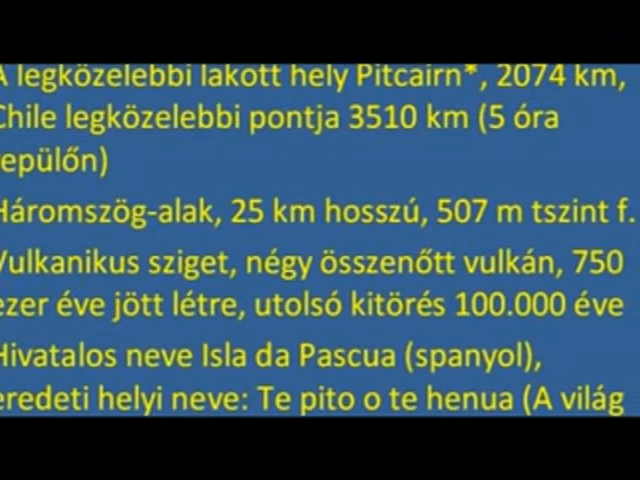 A legközelebbi lakott hely Pitcairn*, 2074 km,
Chile legközelebbi pontja 3510 km (5 óra
epülőn)
Háromszög-alak, 25 km hosszú, 507 m tszint f.
Vulkanikus sziget, négy összenőtt vulkán, 750
ezer éve jött létre, utolsó kitörés 100.000 éve
Hivatalos neve Isla da Pascua (spanyol),
eredeti helyi neve: Te pito o te henua (A világ